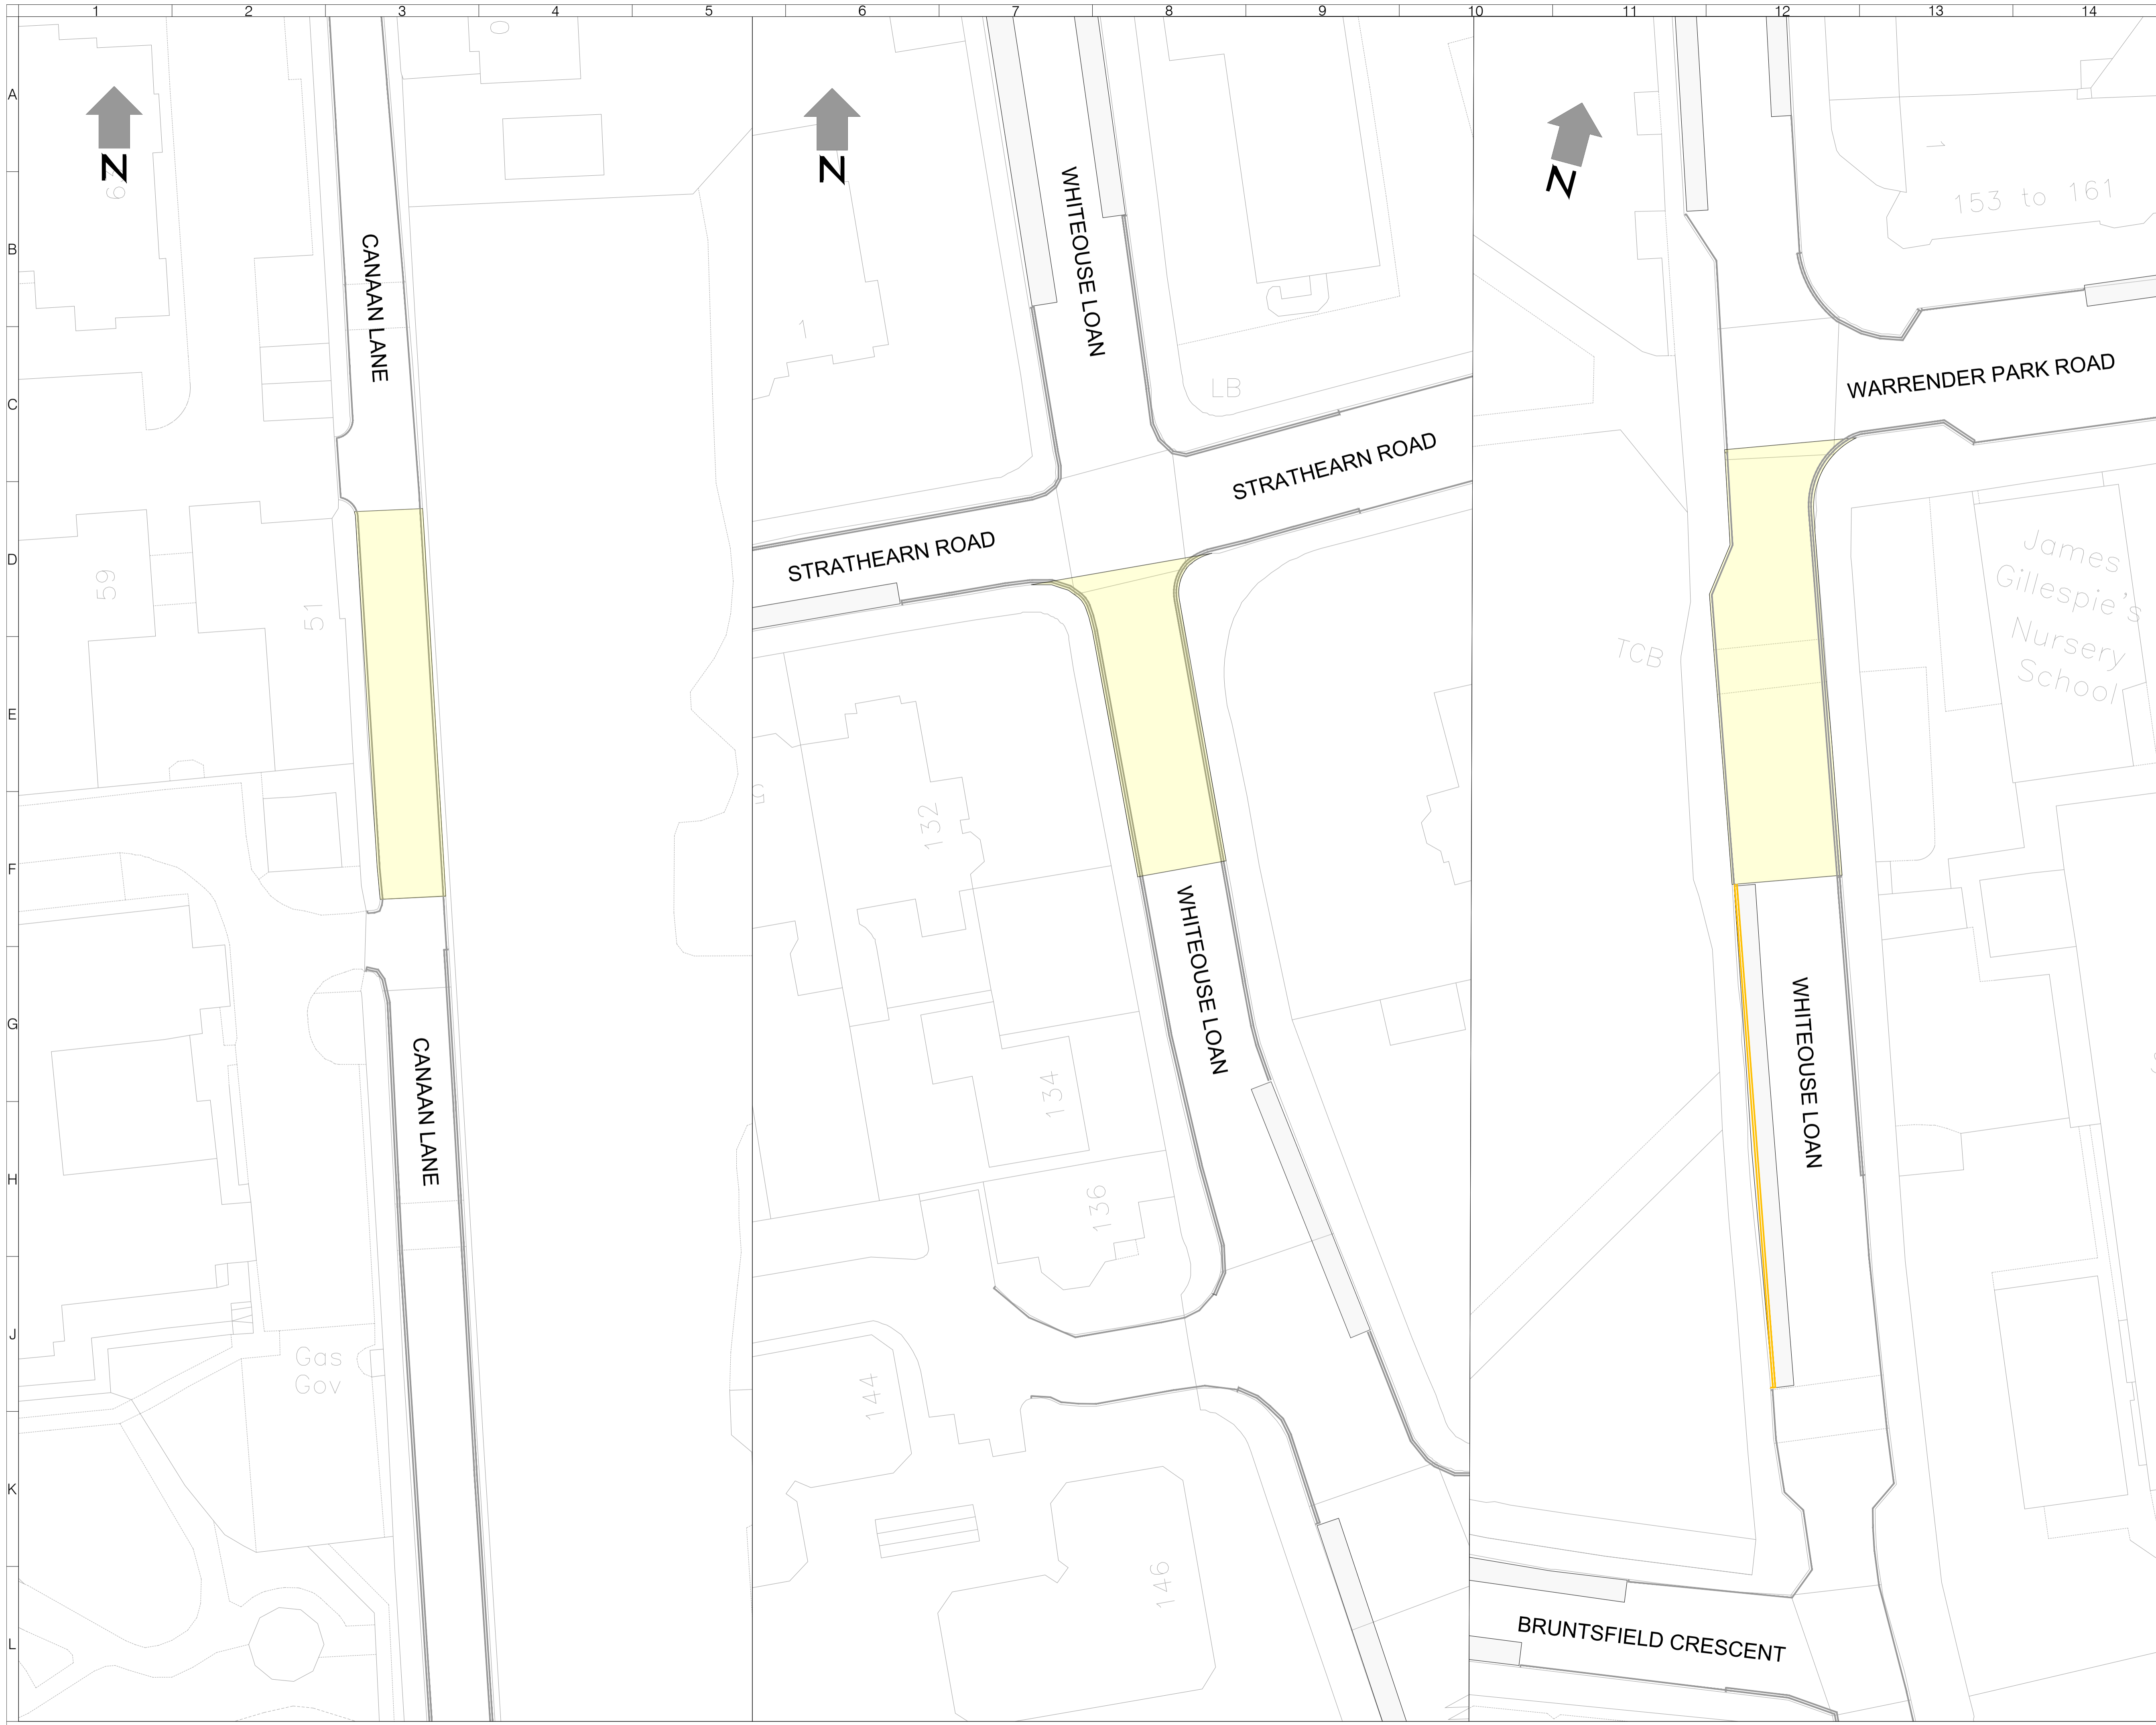 1 2 3 4 5 6 7 8 9 10 11 12 13 14
A
B
C
D
E
F
G
H
J
K
L
N
CANAAN LANE
59
51
CANAAN LANE
Gas
Gov
N
WHITEOUSE LOAN
1
LB
STRATHEARN ROAD
STRATHEARN ROAD
132
WHITEOUSE LOAN
134
136
144
146
N
1
153 to 161
WARRENDER PARK ROAD
James
Gillespie's
Nursery
School
TCB
WHITEOUSE LOAN
BRUNTSFIELD CRESCENT